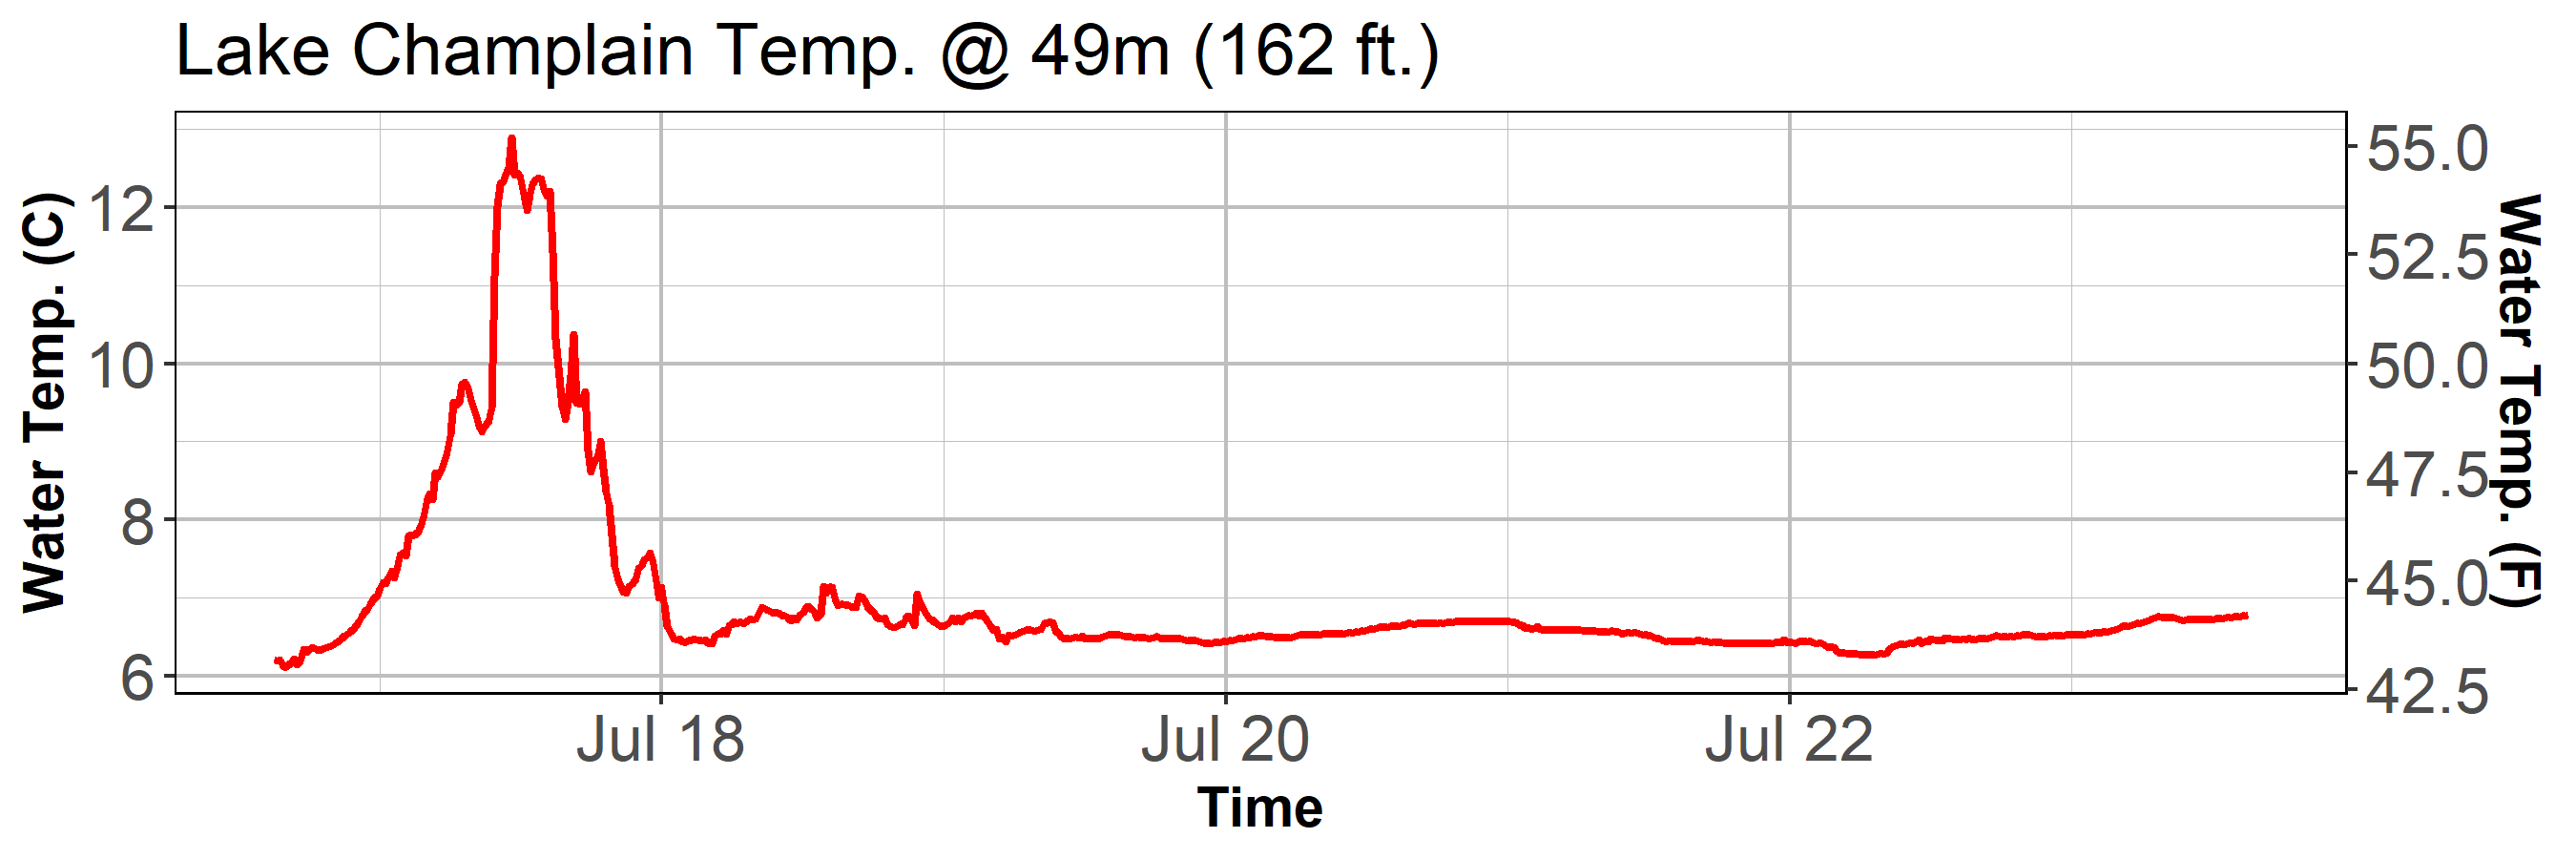 Lake Champlain Temp. @ 49m (162 ft.)
Water Temp. (C)
12
10
8
6
55.0
52.5
50.0
47.5
45.0
42.5
Water Temp. (F)
Jul 18
Jul 20
Jul 22
Time